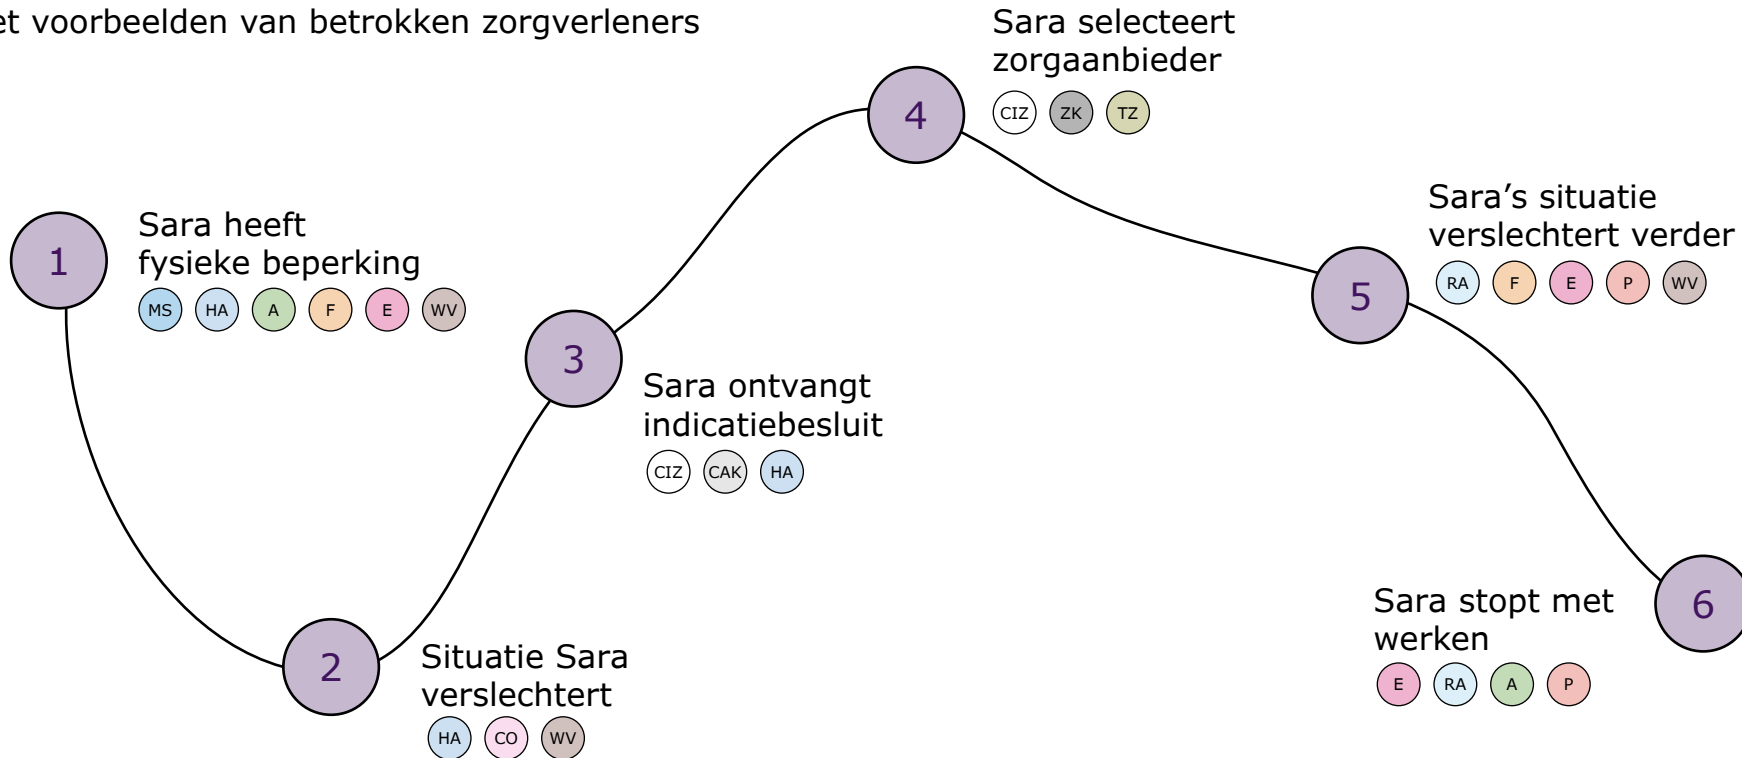 et voorbeelden van betrokken zorgverleners
1
Sara heeft
fysieke beperking
MS HA A F E WV
2
Situatie Sara
verslechtert
HA CO WV
3
Sara ontvangt
indicatiebesluit
CIZ CAK HA
4
Sara selecteert
zorgaanbieder
CIZ ZK TZ
5
Sara’s situatie
verslechtert verder
RA F E P WV
6
Sara stopt met
werken
E RA A P